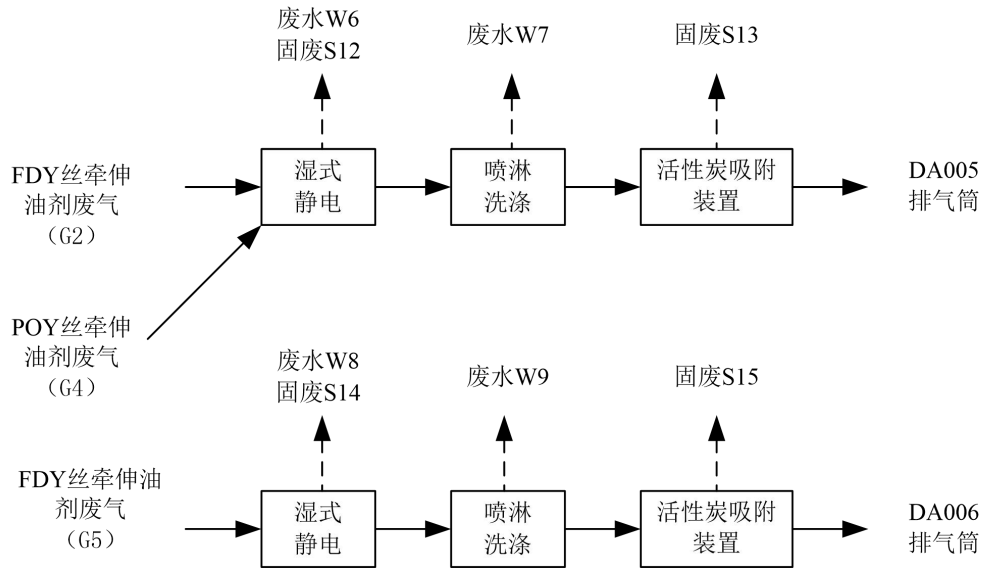 废水W6
固废S12
废水W7
固废S13
FDY丝牵伸
油剂废气
（G2）
湿式
静电
喷淋
洗涤
活性炭吸附
装置
DA005
排气筒
POY丝牵伸
油剂废气
（G4）
废水W8
固废S14
废水W9
固废S15
FDY丝牵伸油
剂废气
（G5）
湿式
静电
喷淋
洗涤
活性炭吸附
装置
DA006
排气筒